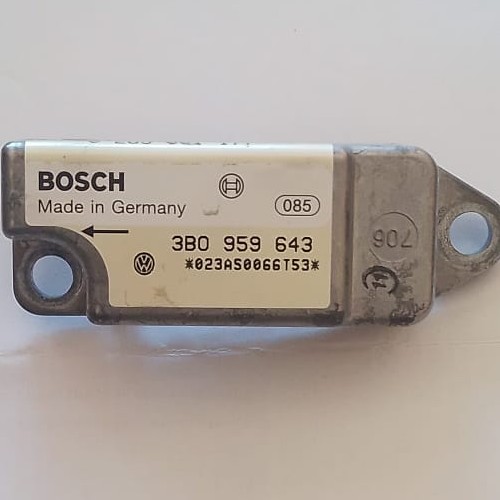 BOSCH
Made in Germany
085
3B0 959 643
*023AS0066T53*
706